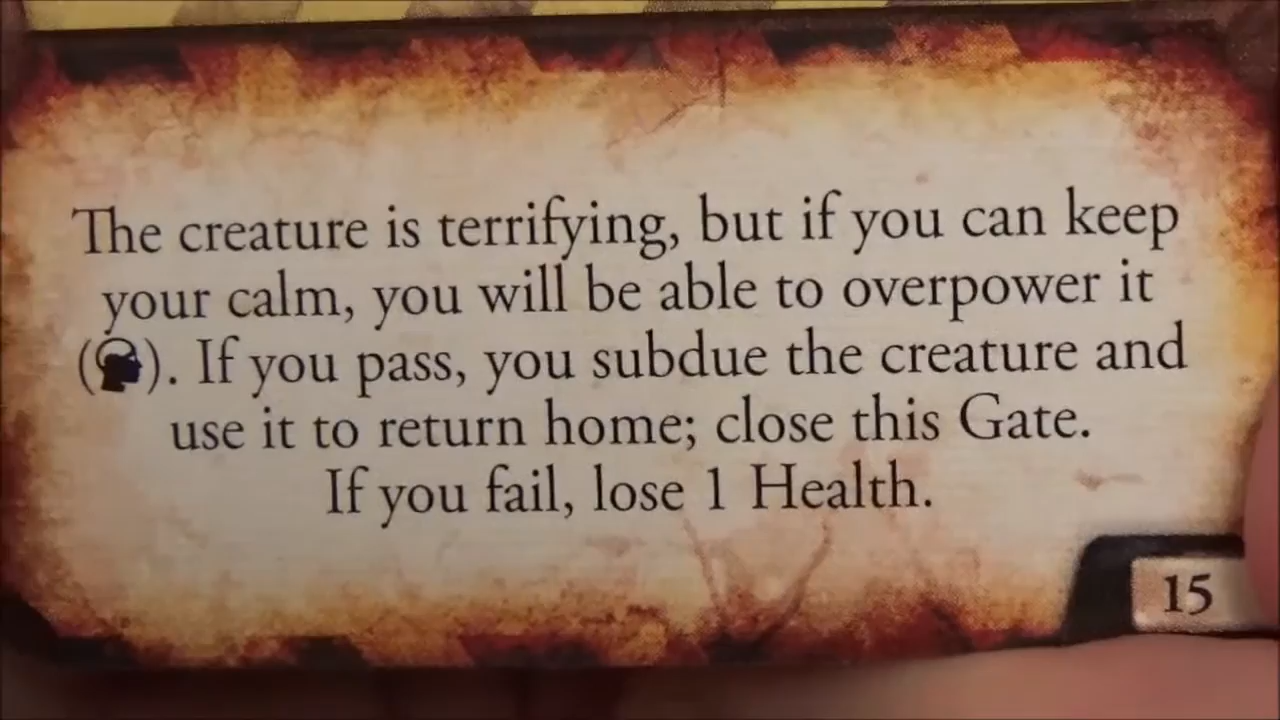 The creature is terrifying, but if you can keep
your calm, you will be able to overpower it
(). If you pass, you subdue the creature and
use it to return home; close this Gate.
If you fail, lose 1 Health.
15